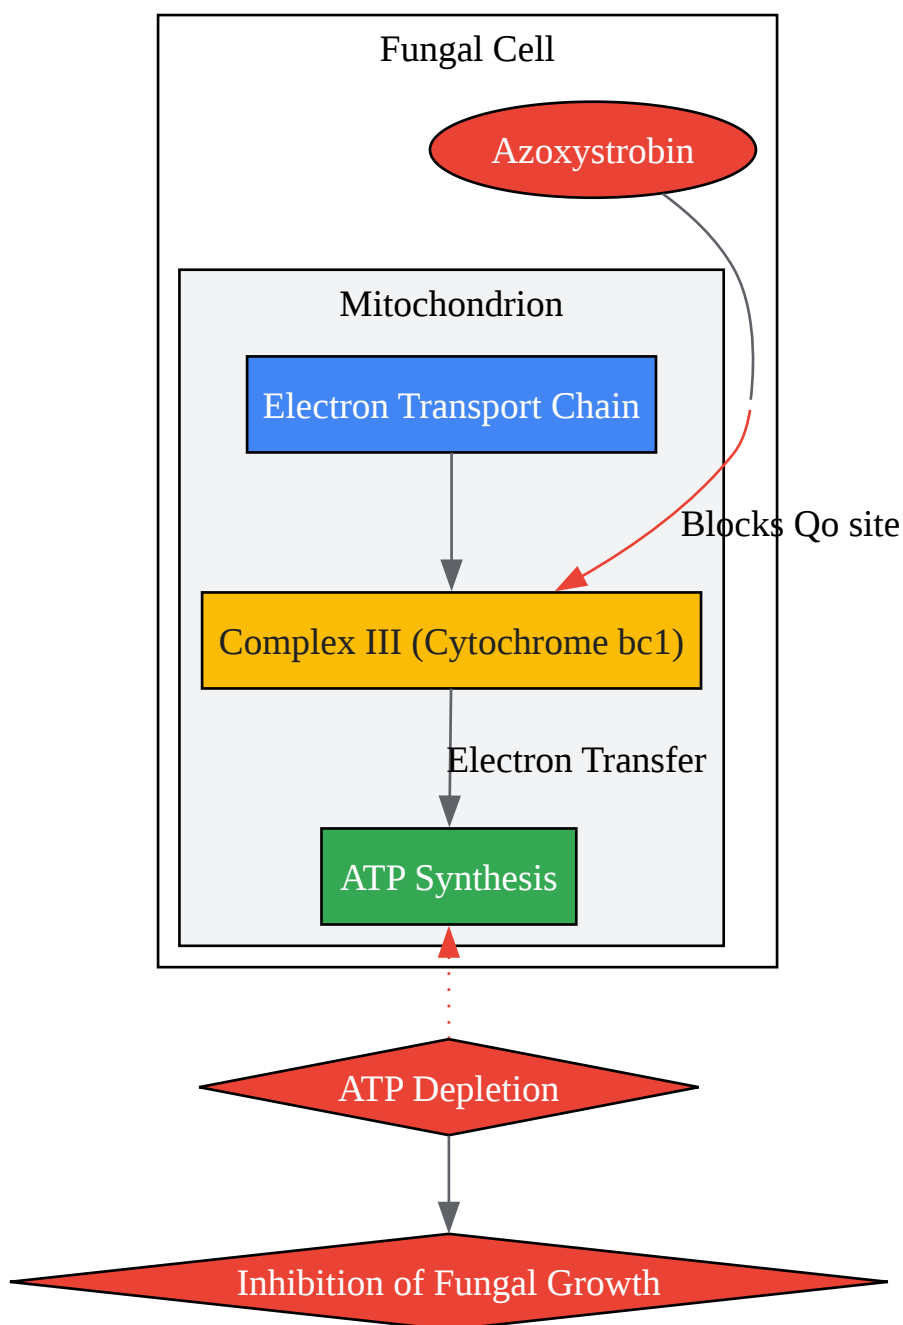 Fungal Cell
Azoxystrobin
Mitochondrion
Electron Transport Chain
Blocks Qo site
Complex III (Cytochrome bc1)
Electron Transfer
ATP Synthesis
ATP Depletion
Inhibition of Fungal Growth